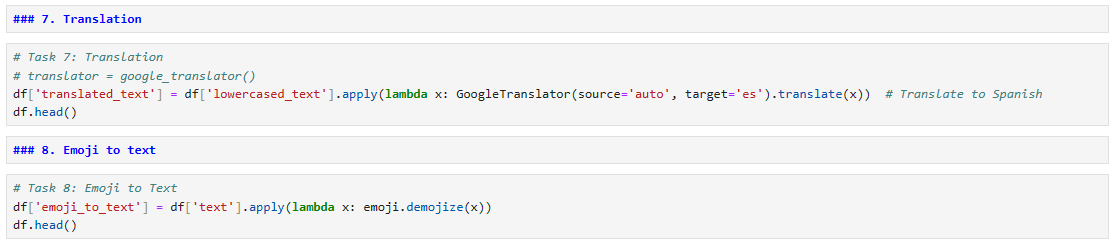 ### 7. Translation
# Task 7: Translation
# translator = google_translator()
df['translated_text'] = df['lowercased_text'].apply(lambda x: GoogleTranslator(source='auto', target='es').translate(x))  # Translate to Spanish
df.head()
### 8. Emoji to text
# Task 8: Emoji to Text
df['emoji_to_text'] = df['text'].apply(lambda x: emoji.demojize(x))
df.head()